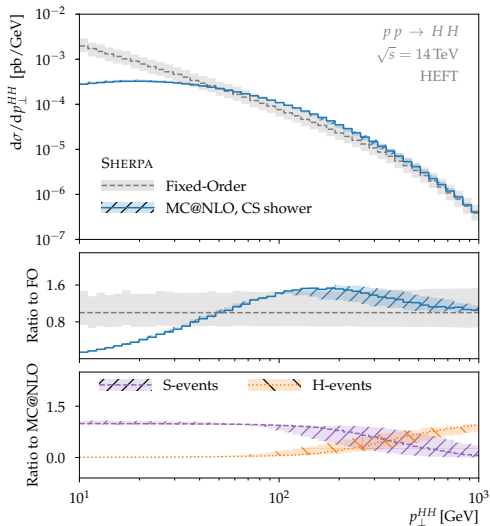 10⁻²
10⁻³
10⁻⁴
10⁻⁵
10⁻⁶
10⁻⁷
dσ/dp⊥^HH [pb/GeV]
p p → H H
√s = 14 TeV
HEFT
SHERPA
Fixed-Order
MC@NLO, CS shower
1.6
0.8
Ratio to FO
S-events
H-events
1.5
0.0
Ratio to MC@NLO
10¹
10²
10³
p⊥^HH [GeV]